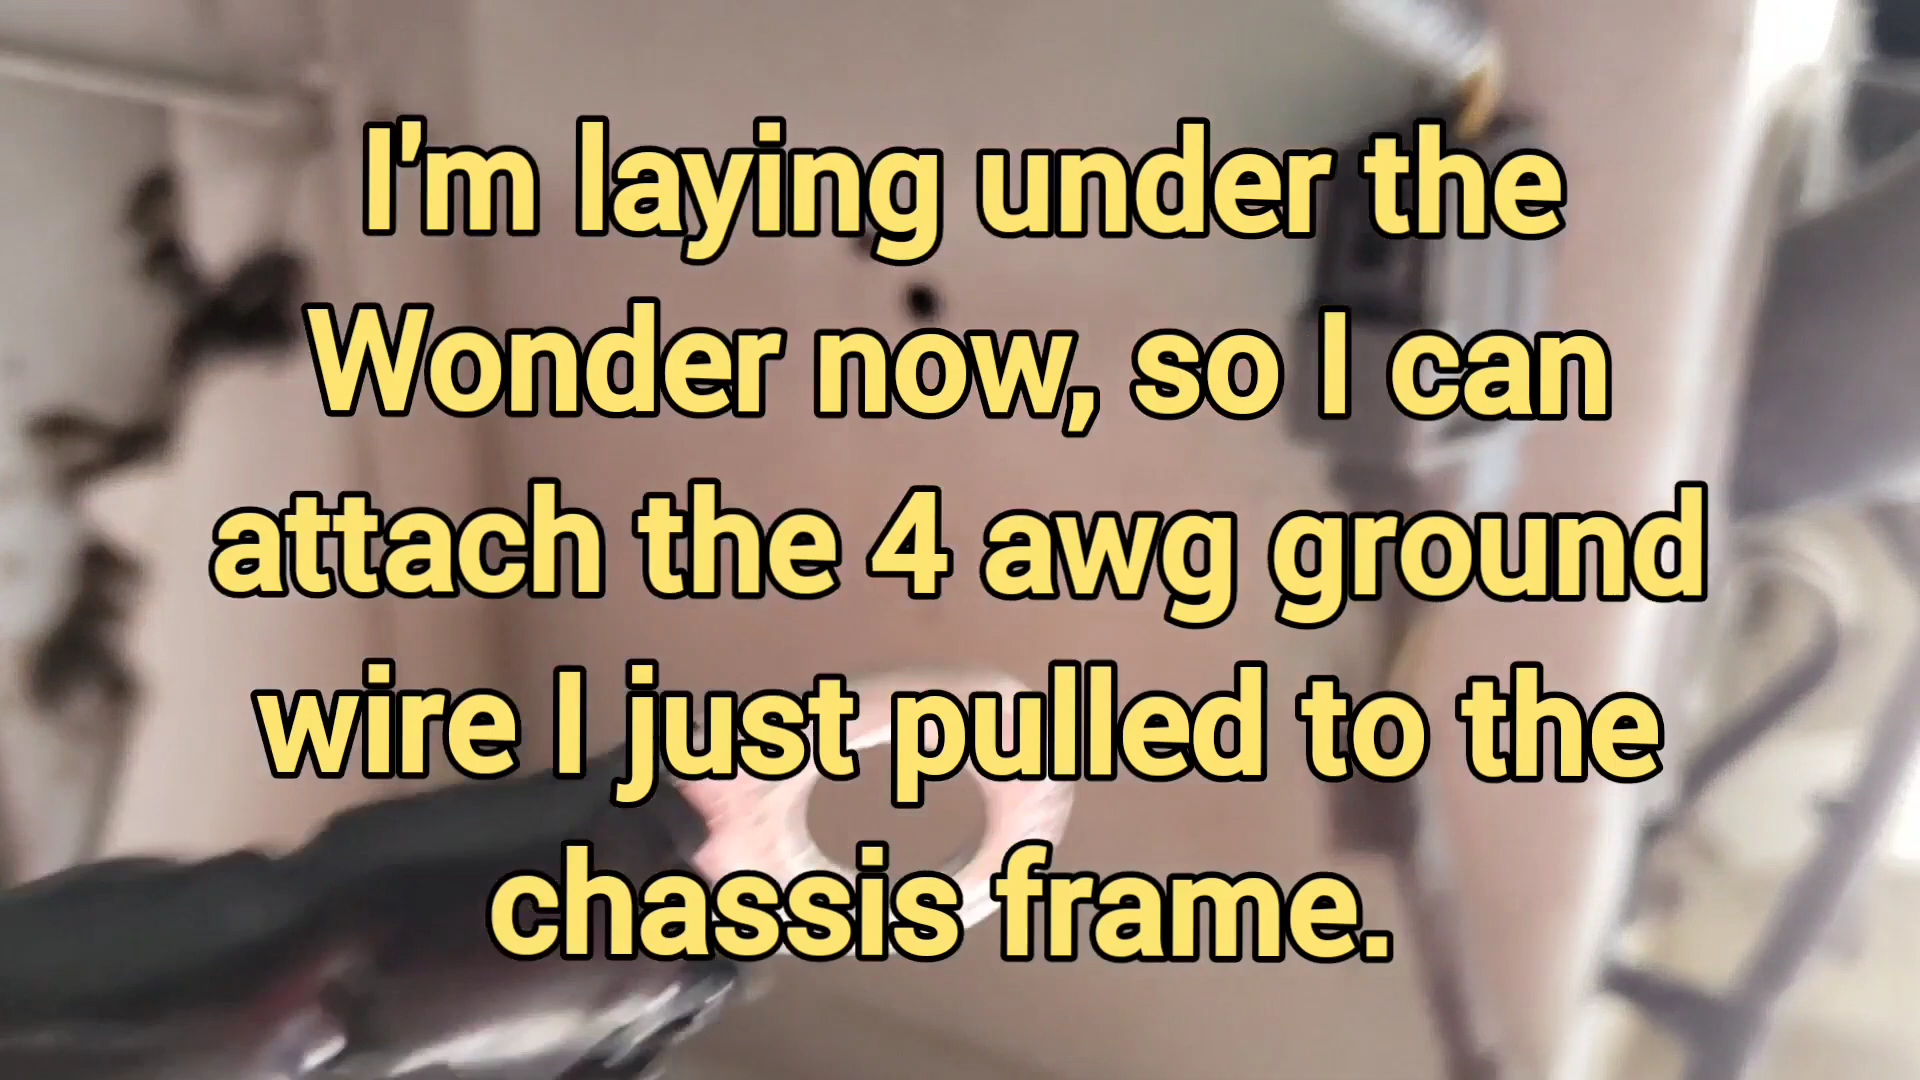 I'm laying under the
Wonder now, so I can
attach the 4 awg ground
wire I just pulled to the
chassis frame.